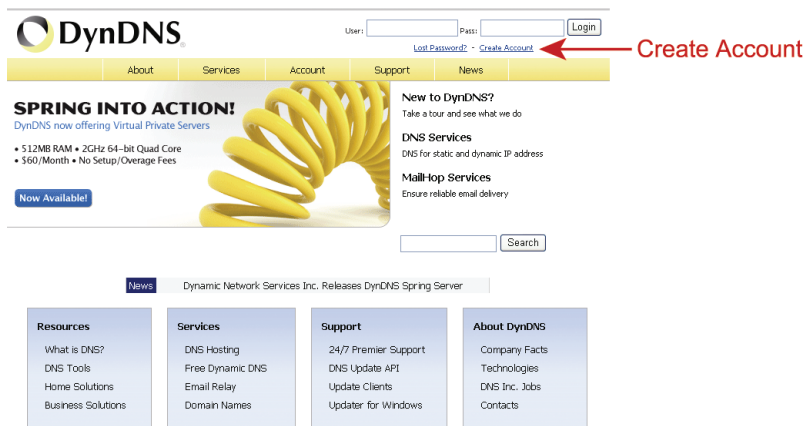 DynDNS
User: Pass: Login
Lost Password? - Create Account
Create Account
About Services Account Support News
SPRING INTO ACTION!
DynDNS now offering Virtual Private Servers
• 512MB RAM • 2GHz 64-bit Quad Core
• $60/Month • No Setup/Overage Fees
Now Available!
New to DynDNS?
Take a tour and see what we do
DNS Services
DNS for static and dynamic IP address
MailHop Services
Ensure reliable email delivery
Search
News Dynamic Network Services Inc. Releases DynDNS Spring Server
Resources
What is DNS?
DNS Tools
Home Solutions
Business Solutions
Services
DNS Hosting
Free Dynamic DNS
Email Relay
Domain Names
Support
24/7 Premier Support
DNS Update API
Update Clients
Updater for Windows
About DynDNS
Company Facts
Technologies
DNS Inc. Jobs
Contacts